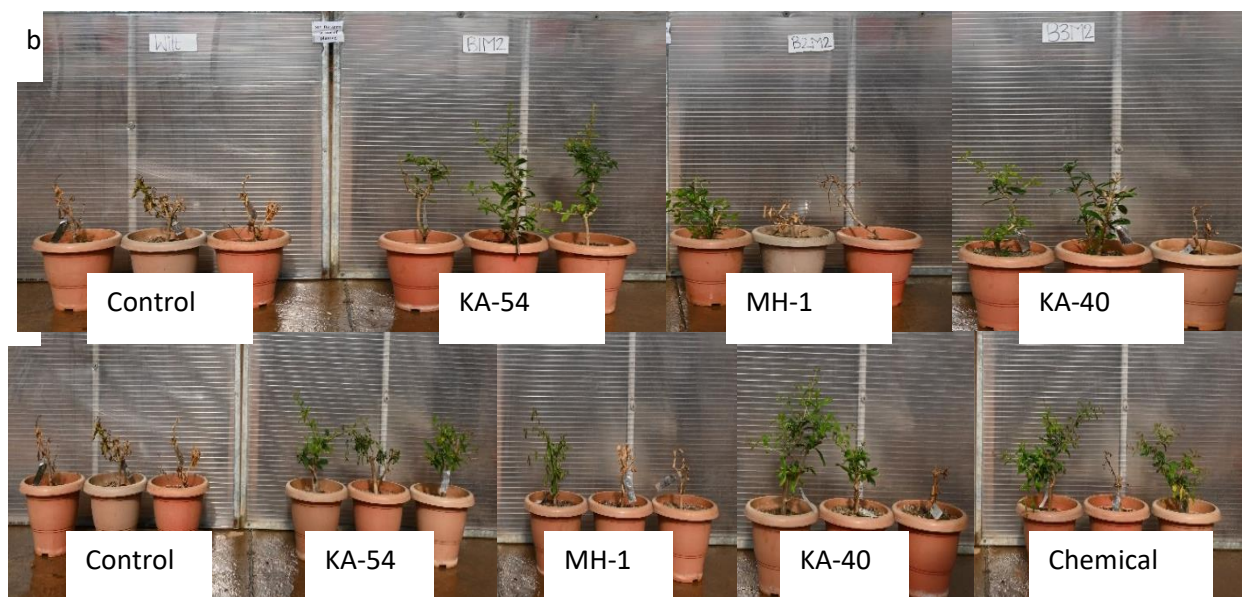 b
Wilt
B1M2
B2M2
B3M2
Control
KA-54
MH-1
KA-40
Control
KA-54
MH-1
KA-40
Chemical